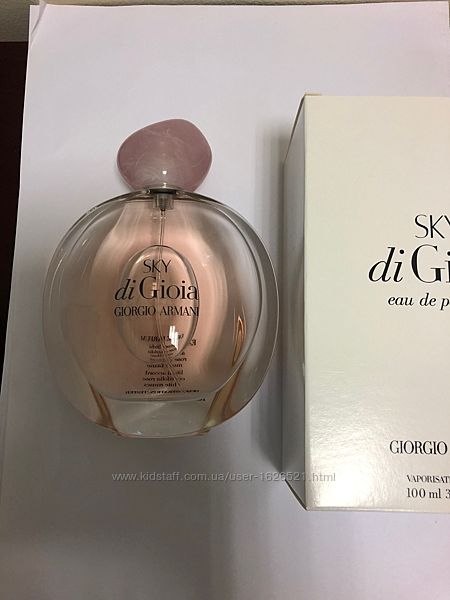 SKY
di Gioia
GIORGIO ARMANI
SKY
di Gi
eau de p
GIORGIO
VAPORISAT
100 ml 3
www.kidstaff.com.ua/user-1626521.html